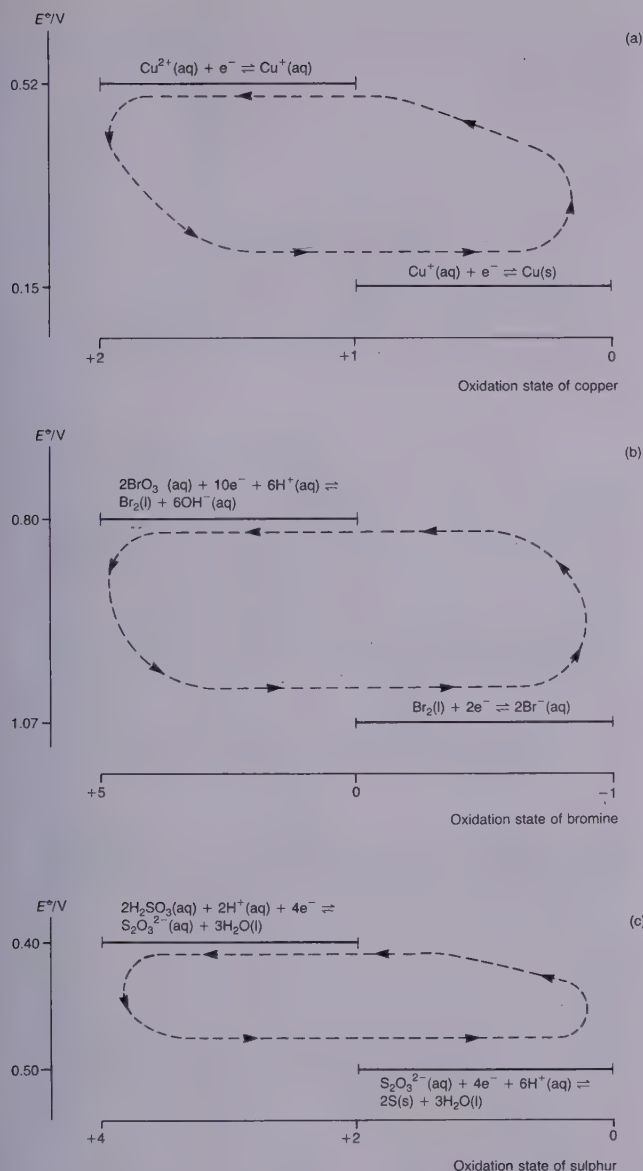 E°/V
(a)
Cu²⁺(aq) + e⁻ ⇌ Cu⁺(aq)
0.52
0.15
Cu⁺(aq) + e⁻ ⇌ Cu(s)
+2
+1
0
Oxidation state of copper
E°/V
(b)
2BrO₃ (aq) + 10e⁻ + 6H⁺(aq) ⇌
Br₂(l) + 6OH⁻(aq)
0.80
1.07
Br₂(l) + 2e⁻ ⇌ 2Br⁻(aq)
+5
0
−1
Oxidation state of bromine
E°/V
(c)
2H₂SO₃(aq) + 2H⁺(aq) + 4e⁻ ⇌
S₂O₃²⁻(aq) + 3H₂O(l)
0.40
0.50
S₂O₃²⁻(aq) + 4e⁻ + 6H⁺(aq) ⇌
2S(s) + 3H₂O(l)
+4
+2
0
Oxidation state of sulphur